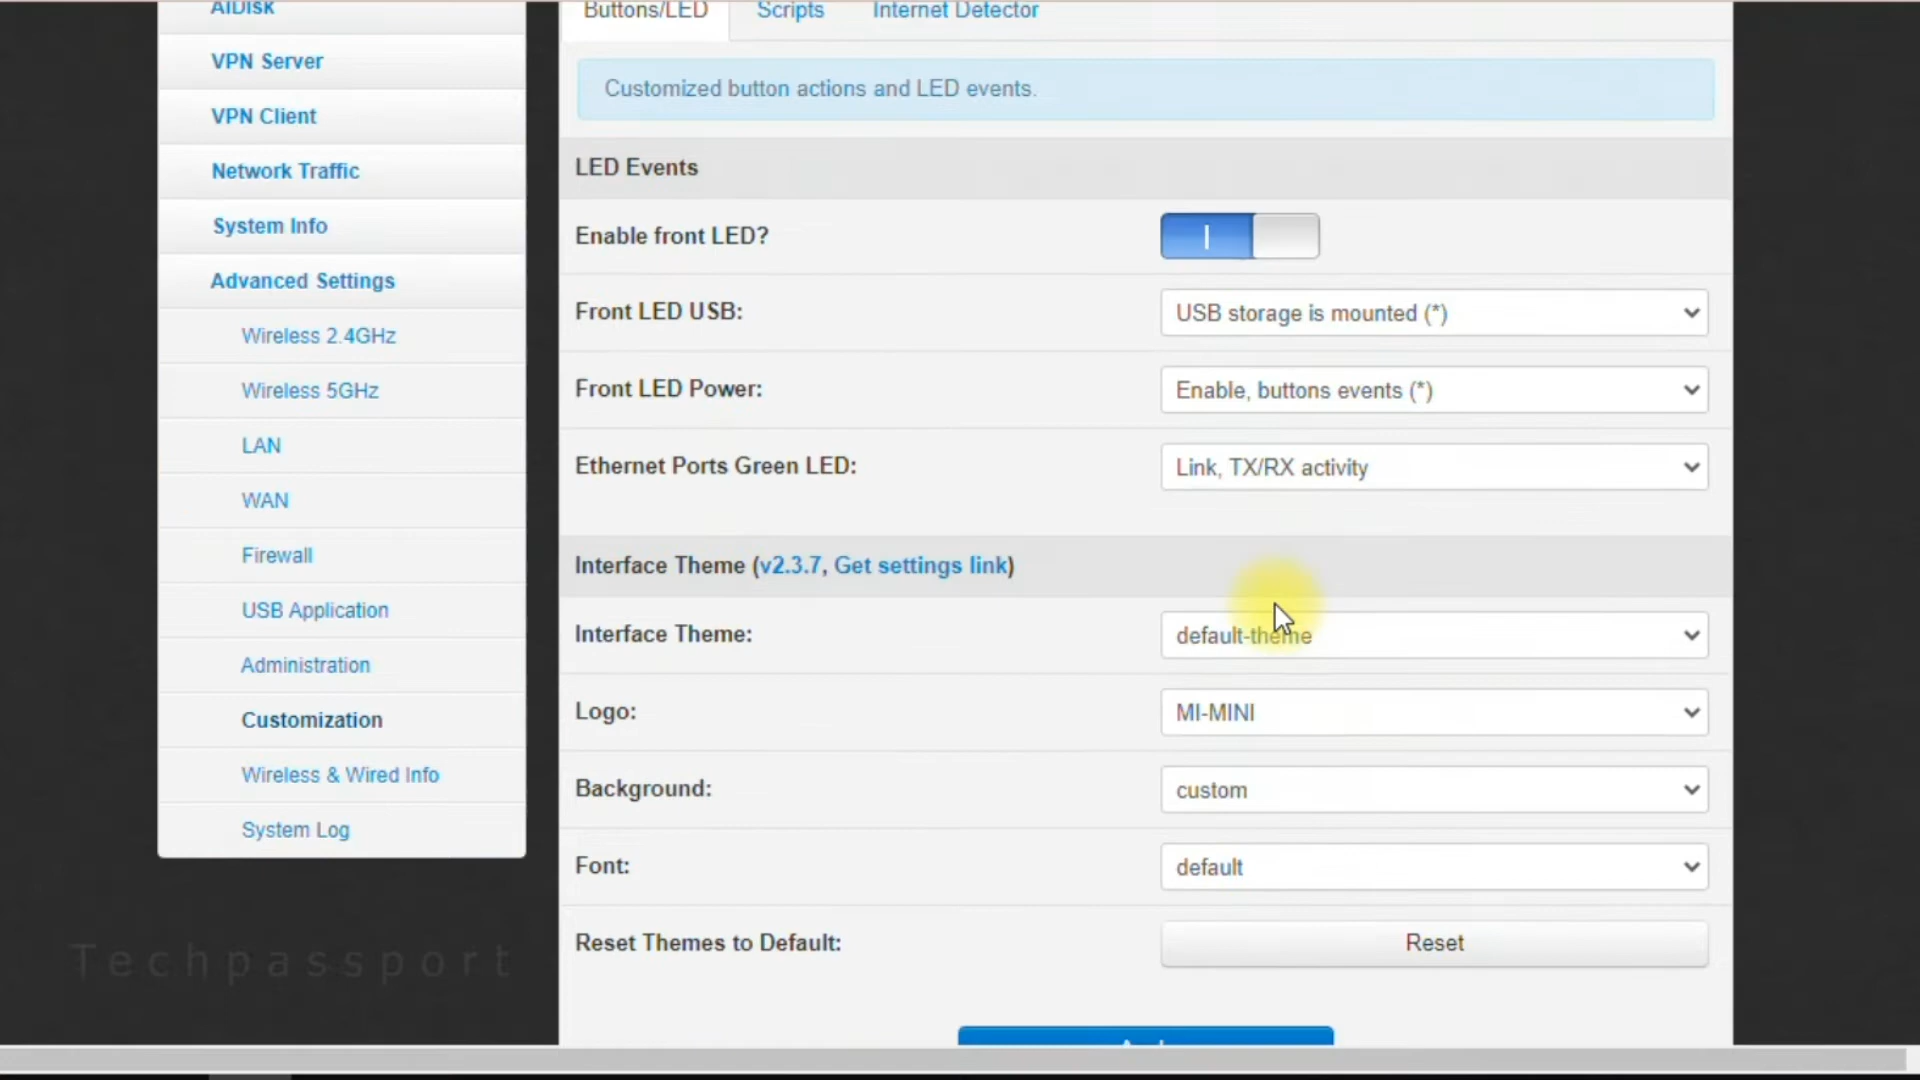 AiDisk
VPN Server
VPN Client
Network Traffic
System Info
Advanced Settings
Wireless 2.4GHz
Wireless 5GHz
LAN
WAN
Firewall
USB Application
Administration
Customization
Wireless & Wired Info
System Log
Techpassport
Buttons/LED Scripts Internet Detector
Customized button actions and LED events.
LED Events
Enable front LED?
Front LED USB: USB storage is mounted (*)
Front LED Power: Enable, buttons events (*)
Ethernet Ports Green LED: Link, TX/RX activity
Interface Theme (v2.3.7, Get settings link)
Interface Theme: default-theme
Logo: MI-MINI
Background: custom
Font: default
Reset Themes to Default: Reset